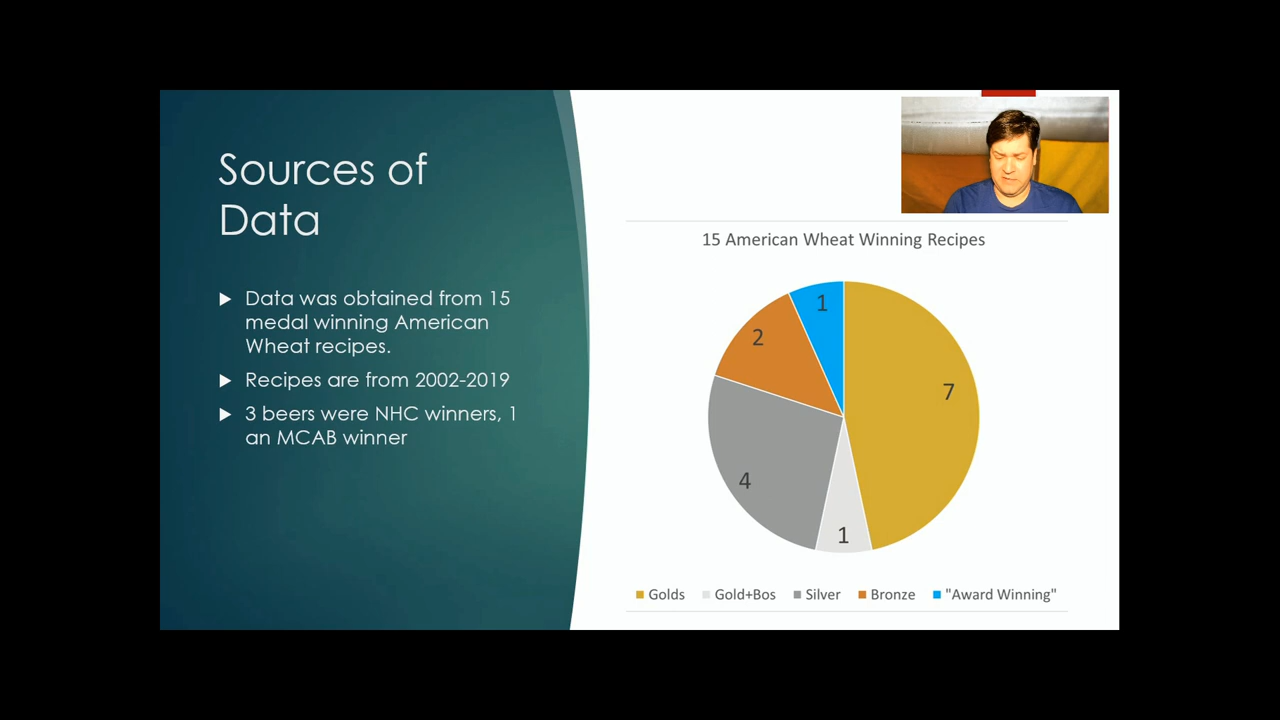 Sources of
Data
Data was obtained from 15
medal winning American
Wheat recipes.
Recipes are from 2002-2019
3 beers were NHC winners, 1
an MCAB winner
15 American Wheat Winning Recipes
1
2
7
4
1
Golds Gold+Bos Silver Bronze "Award Winning"